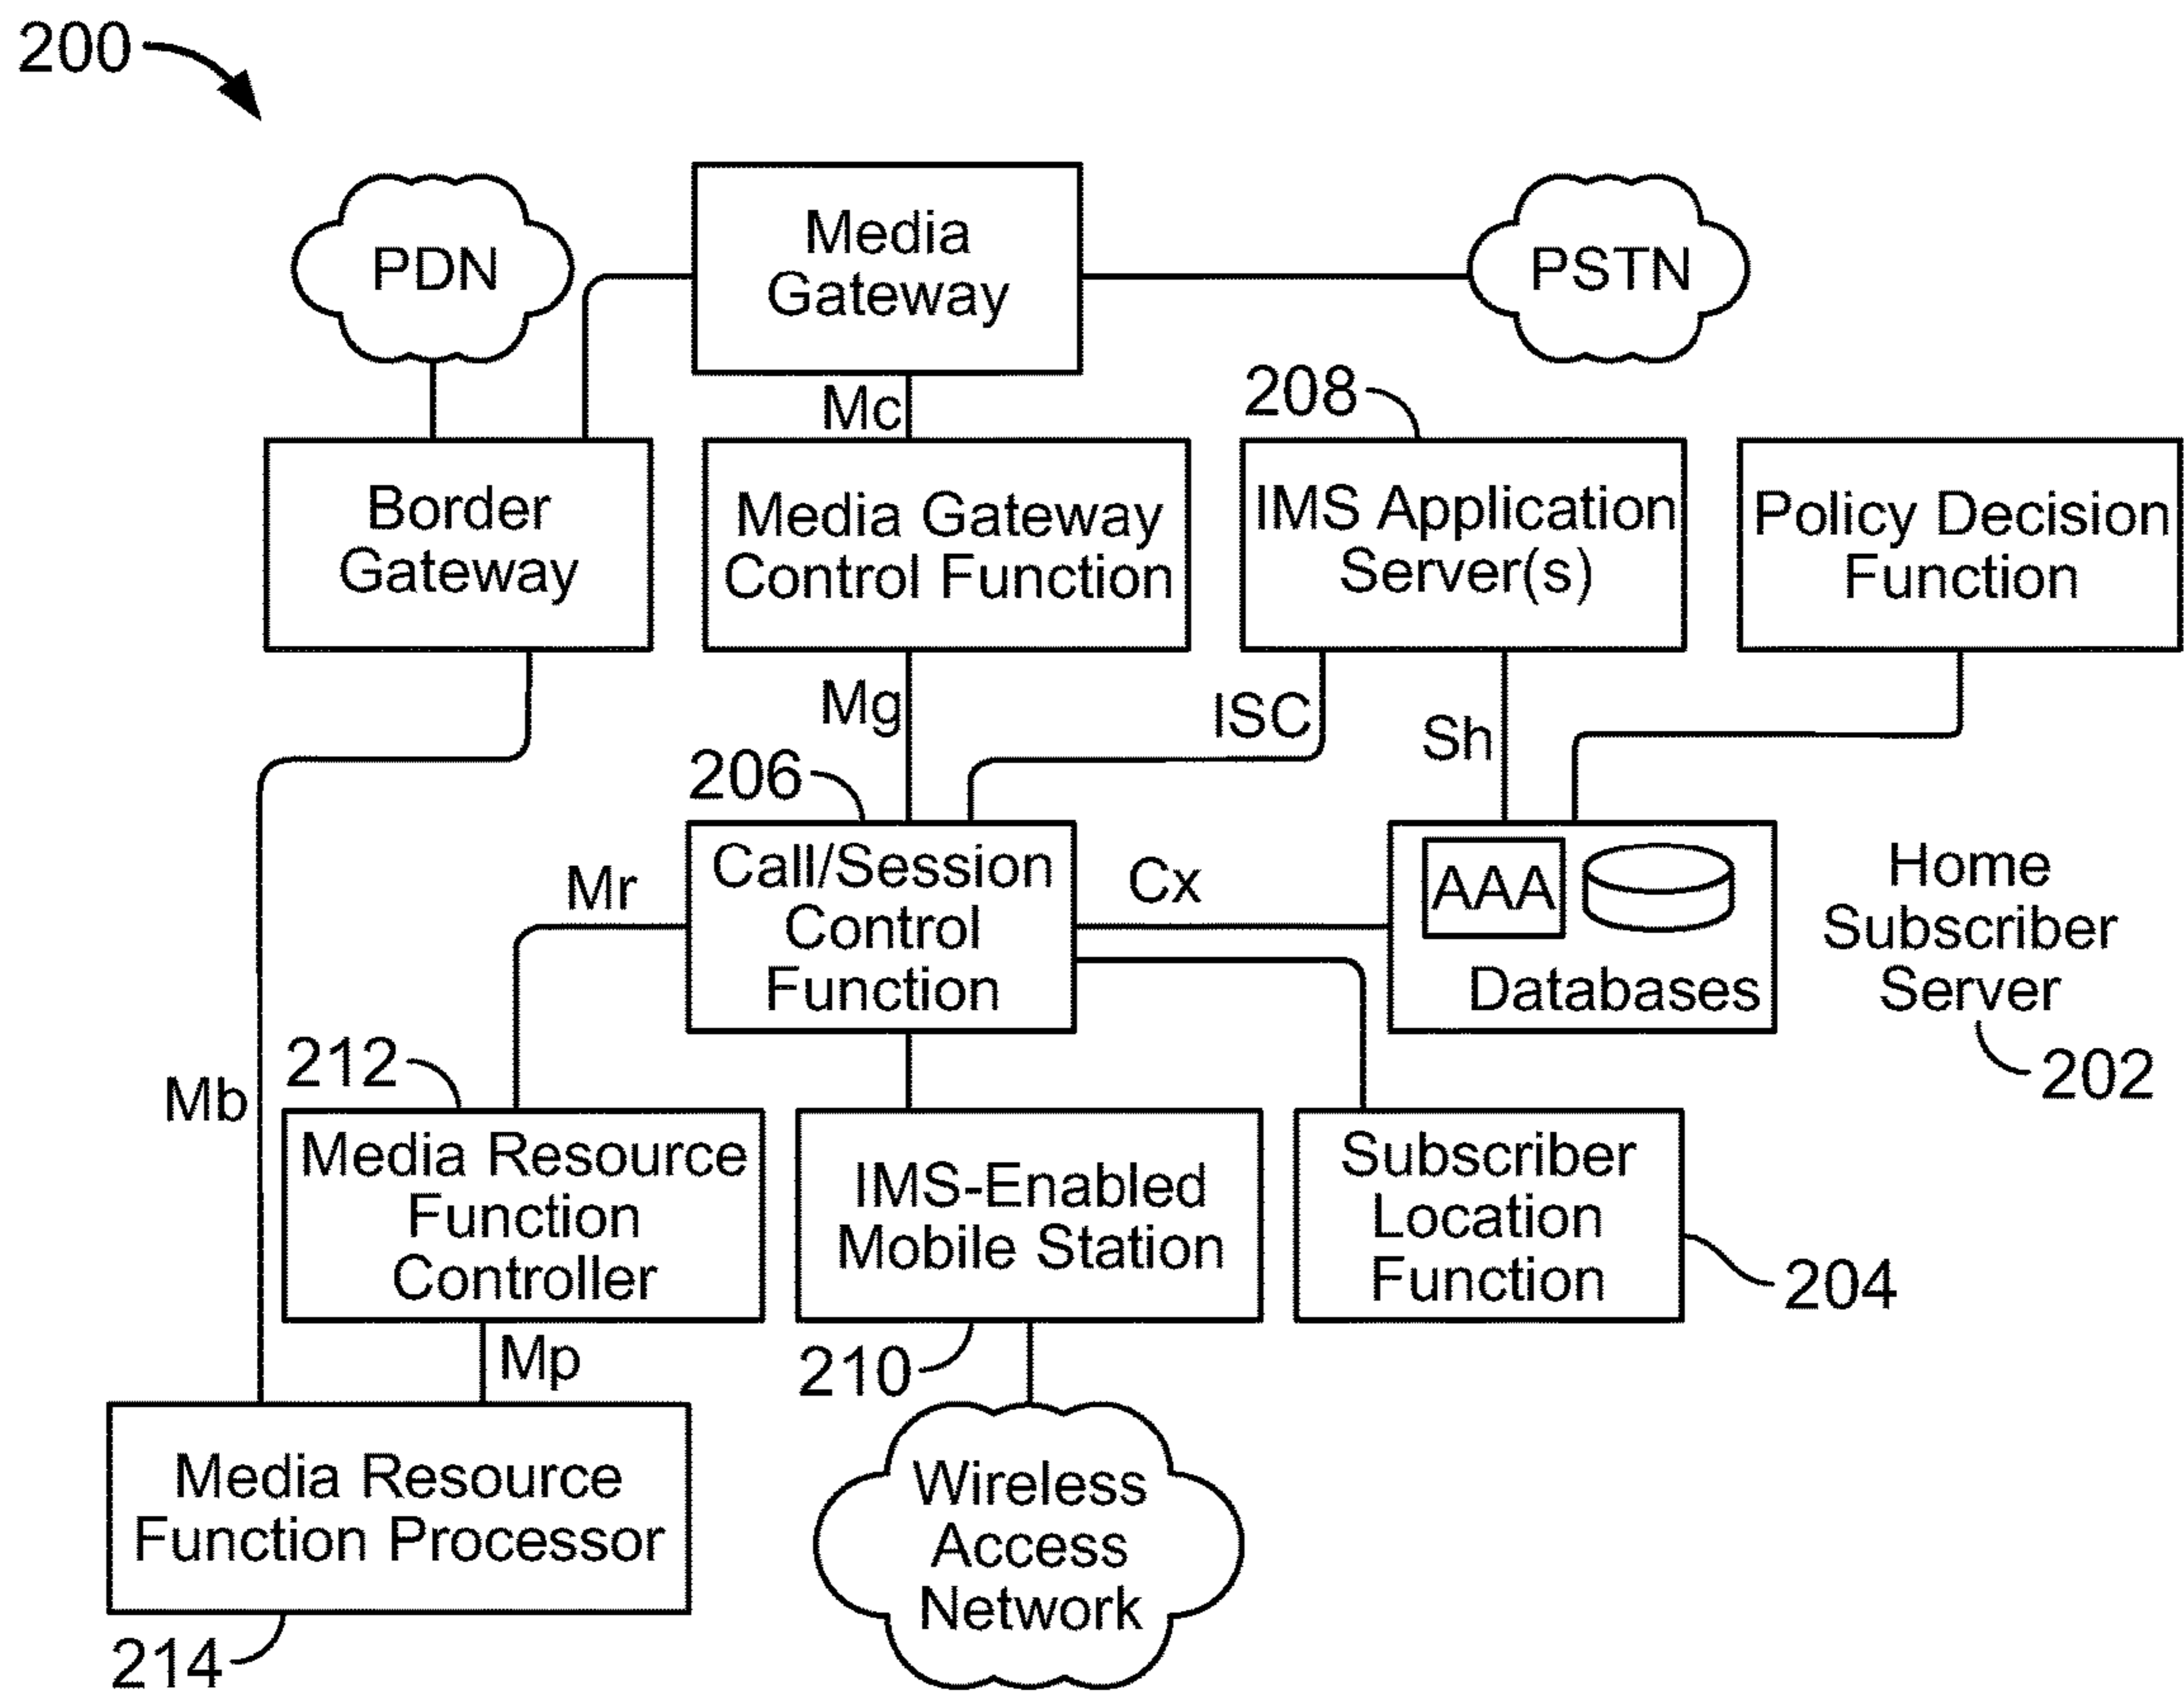 200
PDN
Media
Gateway
PSTN
Mc
208
Border
Gateway
Media Gateway
Control Function
IMS Application
Server(s)
Policy Decision
Function
Mg
ISC
Sh
206
Call/Session
Control
Function
Mr
Cx
AAA
Databases
Home
Subscriber
Server
202
Mb
212
Media Resource
Function
Controller
IMS-Enabled
Mobile Station
Subscriber
Location
Function
204
Mp
210
Media Resource
Function Processor
Wireless
Access
Network
214